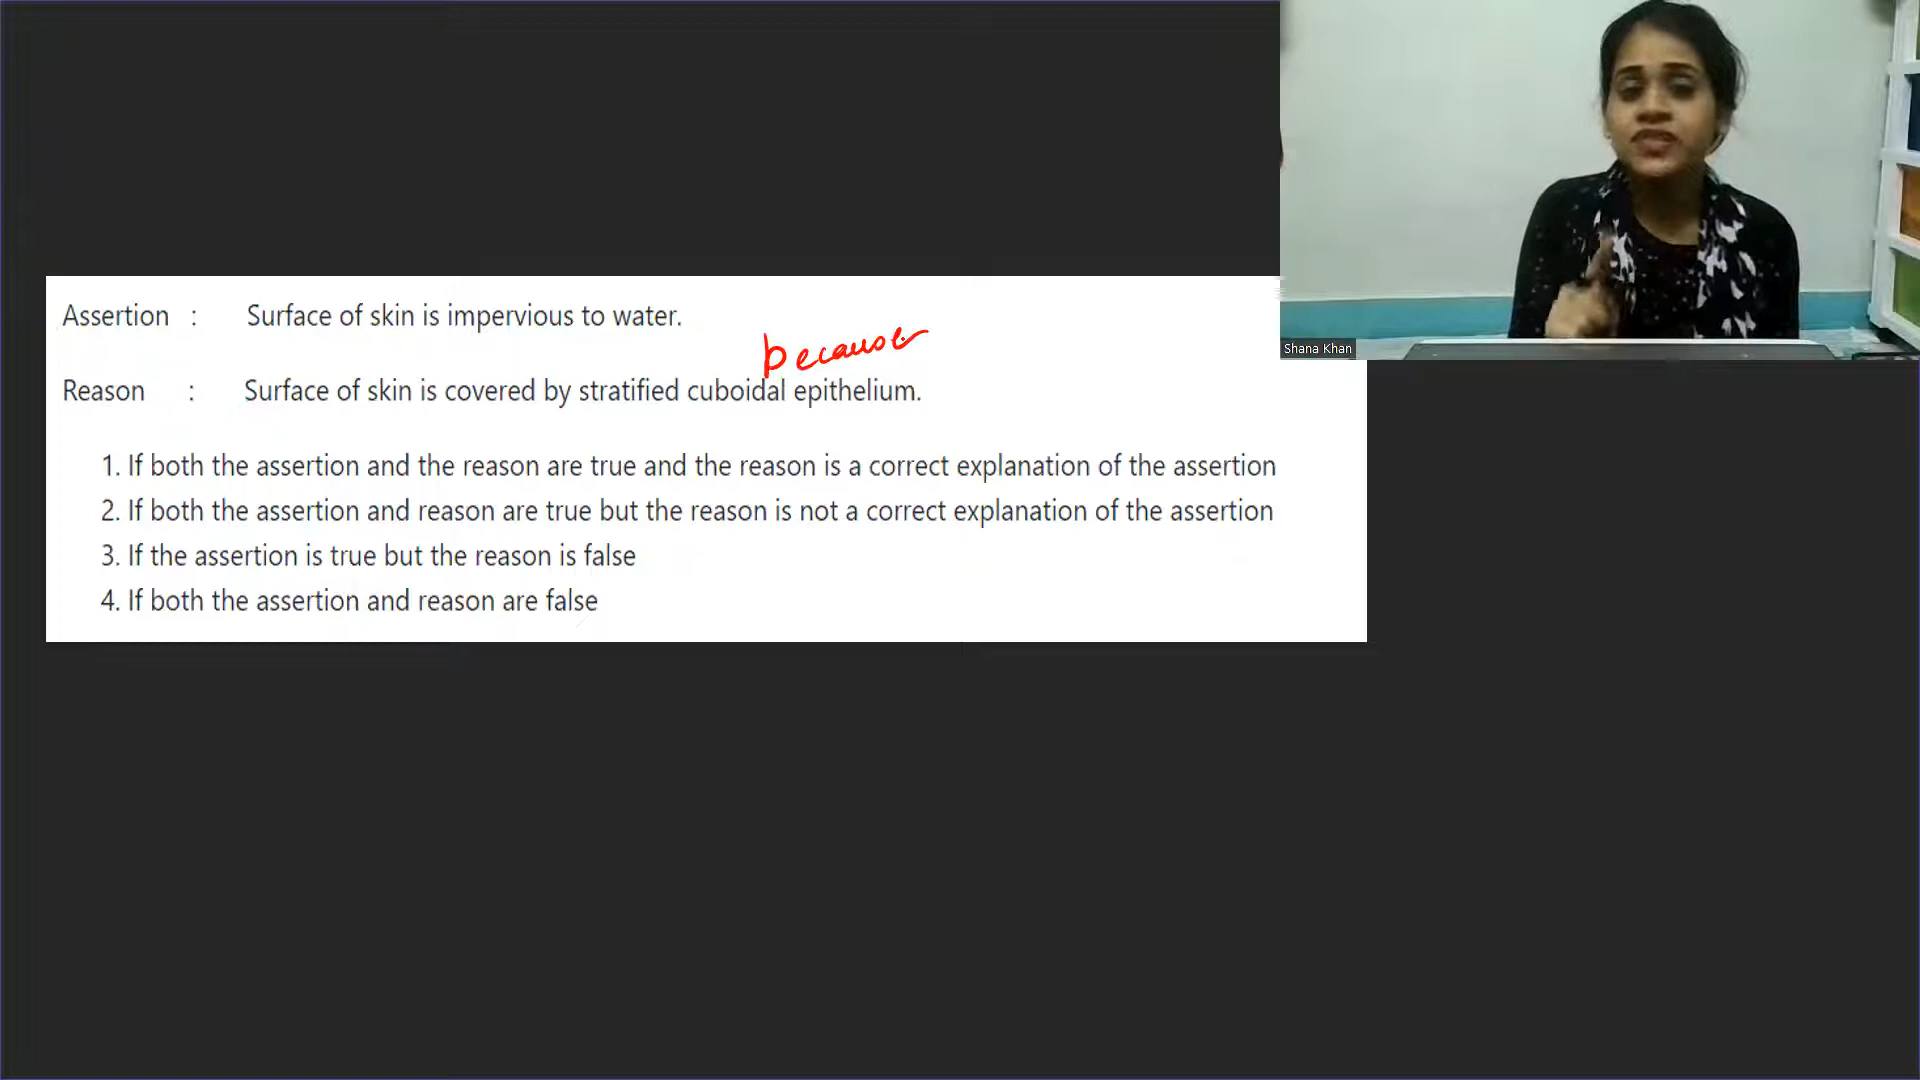 Assertion : Surface of skin is impervious to water.
because
Reason : Surface of skin is covered by stratified cuboidal epithelium.
1. If both the assertion and the reason are true and the reason is a correct explanation of the assertion
2. If both the assertion and reason are true but the reason is not a correct explanation of the assertion
3. If the assertion is true but the reason is false
4. If both the assertion and reason are false
Shana Khan